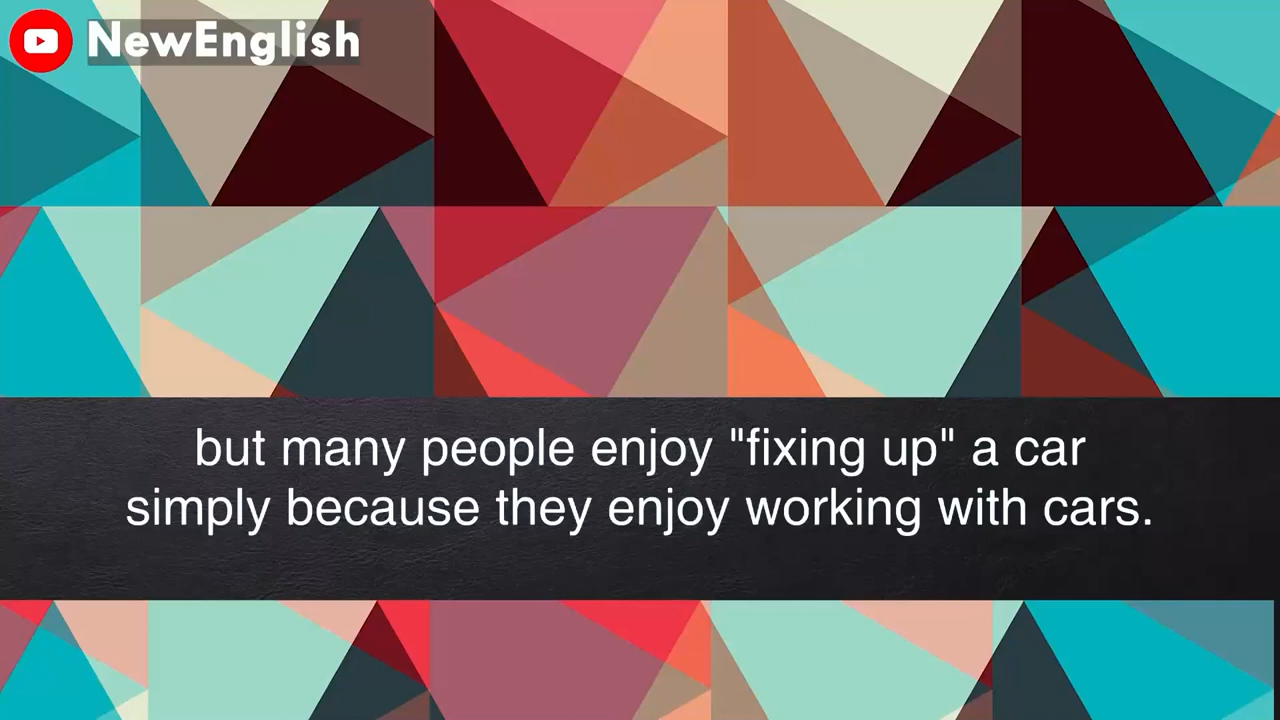 NewEnglish
but many people enjoy "fixing up" a car
simply because they enjoy working with cars.